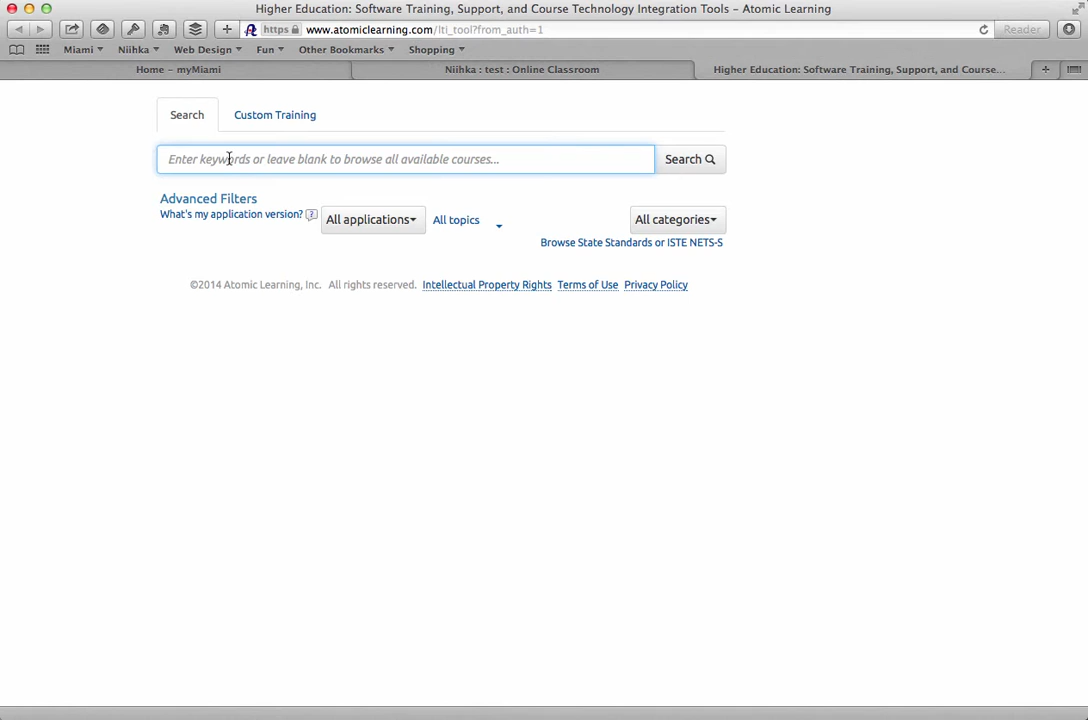 Higher Education: Software Training, Support, and Course Technology Integration Tools – Atomic Learning
https www.atomiclearning.com/lti_tool?from_auth=1 Reader
Miami Niihka Web Design Fun Other Bookmarks Shopping
Home – myMiami Niihka : test : Online Classroom Higher Education: Software Training, Support, and Course...
Search Custom Training
Enter keywords or leave blank to browse all available courses... Search
Advanced Filters
What's my application version? ? All applications All topics All categories
Browse State Standards or ISTE NETS-S
©2014 Atomic Learning, Inc. All rights reserved. Intellectual Property Rights Terms of Use Privacy Policy